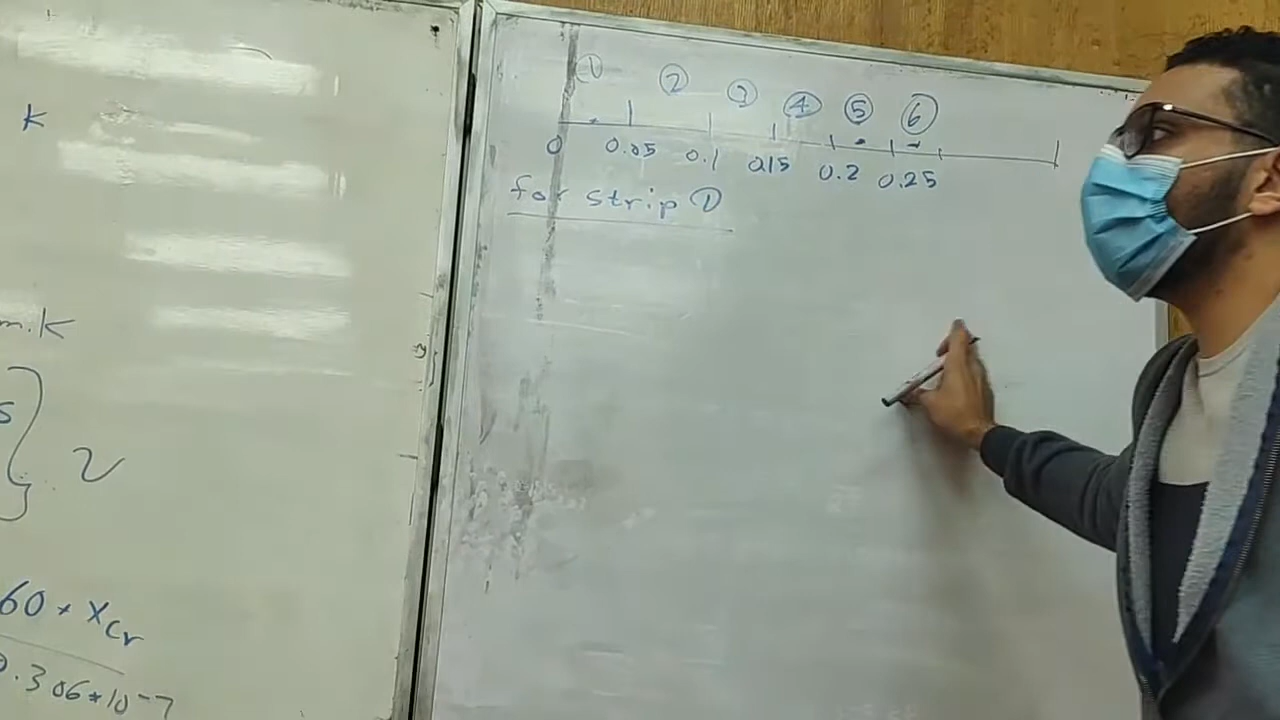 K
m.K
s } 2
60 * Xcr
0.306*10^-7
① ② ③ ④ ⑤ ⑥
0 0.05 0.1 0.15 0.2 0.25
for strip ①